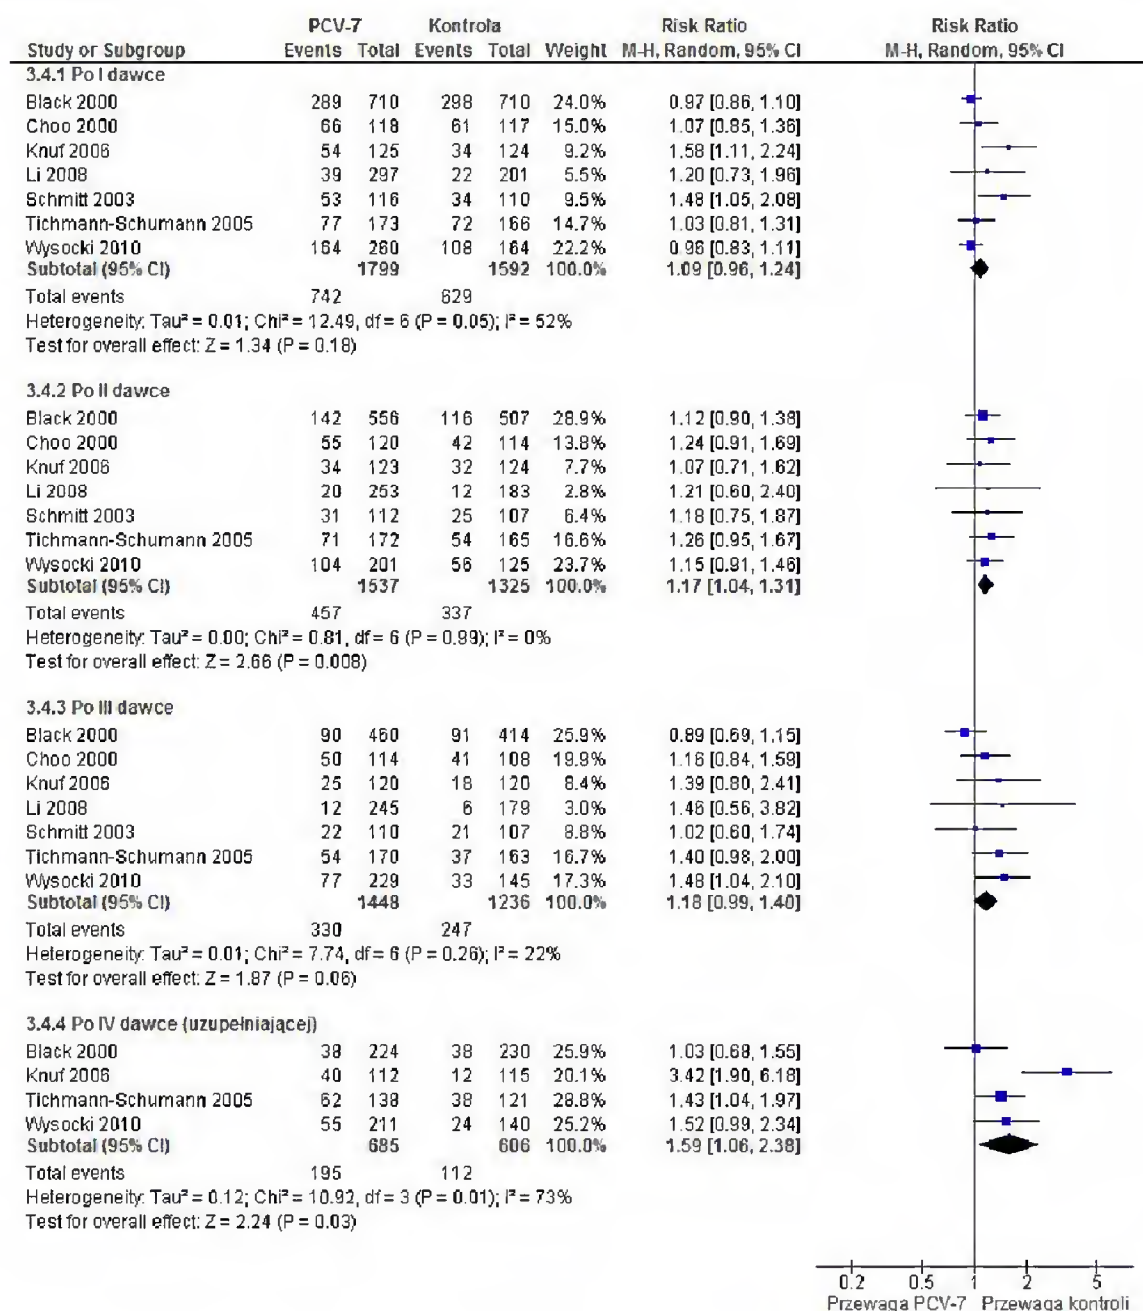 PCV-7 Kontrola Risk Ratio Risk Ratio
Study or Subgroup Events Total Events Total Weight M-H, Random, 95% CI M-H, Random, 95% CI
3.4.1 Po I dawce
Black 2000 289 710 298 710 24.0% 0.97 [0.86, 1.10]
Choo 2000 66 118 61 117 15.0% 1.07 [0.85, 1.36]
Knuf 2006 54 125 34 124 9.2% 1.58 [1.11, 2.24]
Li 2008 39 297 22 201 5.5% 1.20 [0.73, 1.96]
Schmitt 2003 53 116 34 110 9.5% 1.48 [1.05, 2.08]
Tichmann-Schumann 2005 77 173 72 166 14.7% 1.03 [0.81, 1.31]
Wysocki 2010 164 260 108 164 22.2% 0.96 [0.83, 1.11]
Subtotal (95% CI) 1799 1592 100.0% 1.09 [0.96, 1.24]
Total events 742 629
Heterogeneity: Tau² = 0.01; Chi² = 12.49, df = 6 (P = 0.05); I² = 52%
Test for overall effect: Z = 1.34 (P = 0.18)
3.4.2 Po II dawce
Black 2000 142 556 116 507 28.9% 1.12 [0.90, 1.38]
Choo 2000 55 120 42 114 13.8% 1.24 [0.91, 1.69]
Knuf 2006 34 123 32 124 7.7% 1.07 [0.71, 1.62]
Li 2008 20 253 12 183 2.8% 1.21 [0.60, 2.40]
Schmitt 2003 31 112 25 107 6.4% 1.18 [0.75, 1.87]
Tichmann-Schumann 2005 71 172 54 165 16.6% 1.26 [0.95, 1.67]
Wysocki 2010 104 201 56 125 23.7% 1.15 [0.91, 1.46]
Subtotal (95% CI) 1537 1325 100.0% 1.17 [1.04, 1.31]
Total events 457 337
Heterogeneity: Tau² = 0.00; Chi² = 0.81, df = 6 (P = 0.99); I² = 0%
Test for overall effect: Z = 2.66 (P = 0.008)
3.4.3 Po III dawce
Black 2000 90 460 91 414 25.9% 0.89 [0.69, 1.15]
Choo 2000 50 114 41 108 19.9% 1.16 [0.84, 1.59]
Knuf 2006 25 120 18 120 8.4% 1.39 [0.80, 2.41]
Li 2008 12 245 6 179 3.0% 1.46 [0.56, 3.82]
Schmitt 2003 22 110 21 107 8.8% 1.02 [0.60, 1.74]
Tichmann-Schumann 2005 54 170 37 163 16.7% 1.40 [0.98, 2.00]
Wysocki 2010 77 229 33 145 17.3% 1.48 [1.04, 2.10]
Subtotal (95% CI) 1448 1236 100.0% 1.18 [0.99, 1.40]
Total events 330 247
Heterogeneity: Tau² = 0.01; Chi² = 7.74, df = 6 (P = 0.26); I² = 22%
Test for overall effect: Z = 1.87 (P = 0.06)
3.4.4 Po IV dawce (uzupełniającej)
Black 2000 38 224 38 230 25.9% 1.03 [0.68, 1.55]
Knuf 2006 40 112 12 115 20.1% 3.42 [1.90, 6.18]
Tichmann-Schumann 2005 62 138 38 121 28.8% 1.43 [1.04, 1.97]
Wysocki 2010 55 211 24 140 25.2% 1.52 [0.99, 2.34]
Subtotal (95% CI) 685 606 100.0% 1.59 [1.06, 2.38]
Total events 195 112
Heterogeneity: Tau² = 0.12; Chi² = 10.92, df = 3 (P = 0.01); I² = 73%
Test for overall effect: Z = 2.24 (P = 0.03)
0.2 0.5 1 2 5
Przewaga PCV-7 Przewaga kontroli